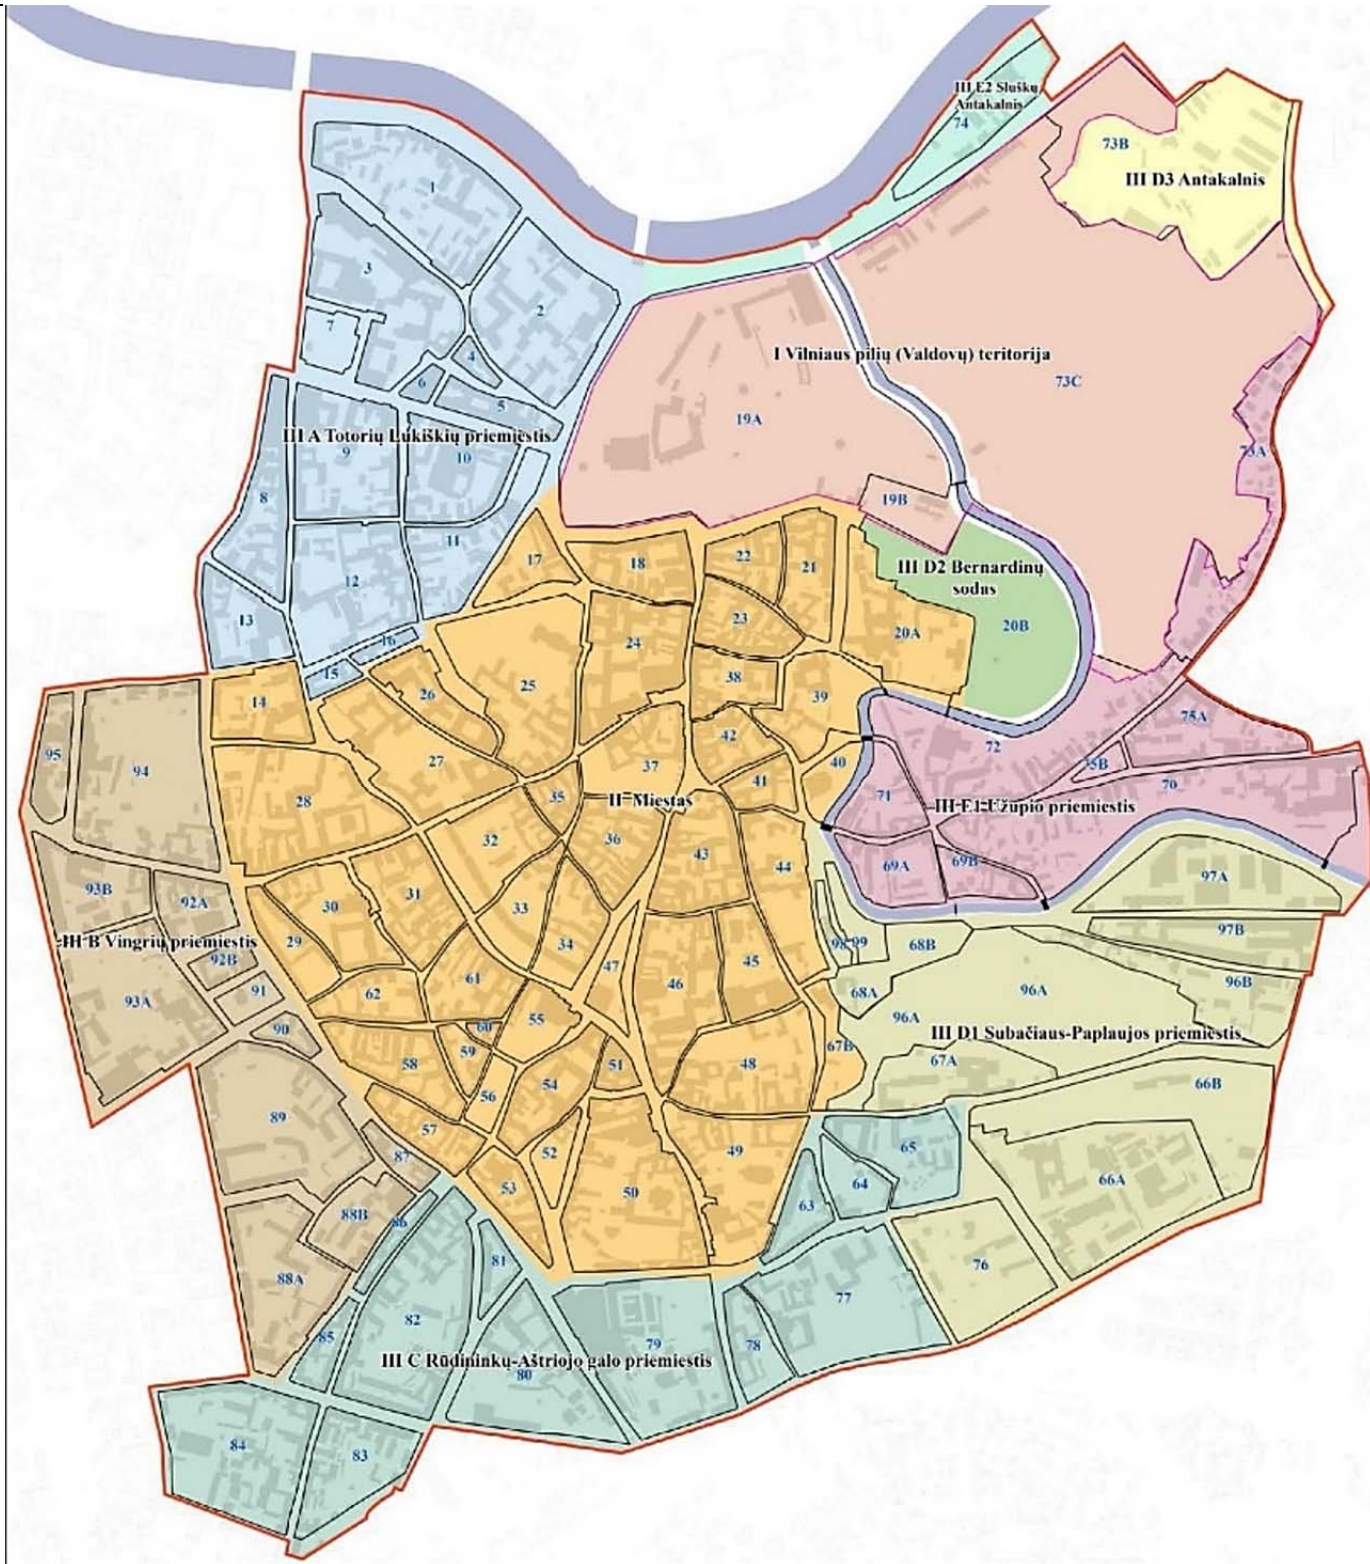 III E2 Sluškų
Antakalnis
74
73B
III D3 Antakalnis
1
3
2
7
4
6
5
I Vilniaus pilių (Valdovų) teritorija
73C
19A
III A Totorių Lukiškių priemiestis
9
10
73A
8
19B
11
17
18
22
21
III D2 Bernardinų
sodus
12
13
23
20A
20B
16
24
15
38
26
25
39
14
75A
42
72
95
94
27
37
40
75B
28
35
41
70
71
II Miestas
III E1 Užupio priemiestis
32
36
43
44
69A
69B
93B
97A
92A
30
31
33
97B
III B Vingrių priemiestis
29
34
98
99
68B
92B
47
45
61
46
96B
91
62
68A
96A
93A
96A
55
90
60
III D1 Subačiaus-Paplaujos priemiestis
59
67B
58
51
48
67A
54
66B
56
89
57
52
49
65
87
53
50
64
66A
63
88B
86
81
76
88A
82
77
85
79
78
III C Rūdininkų-Aštriojo galo priemiestis
80
84
83